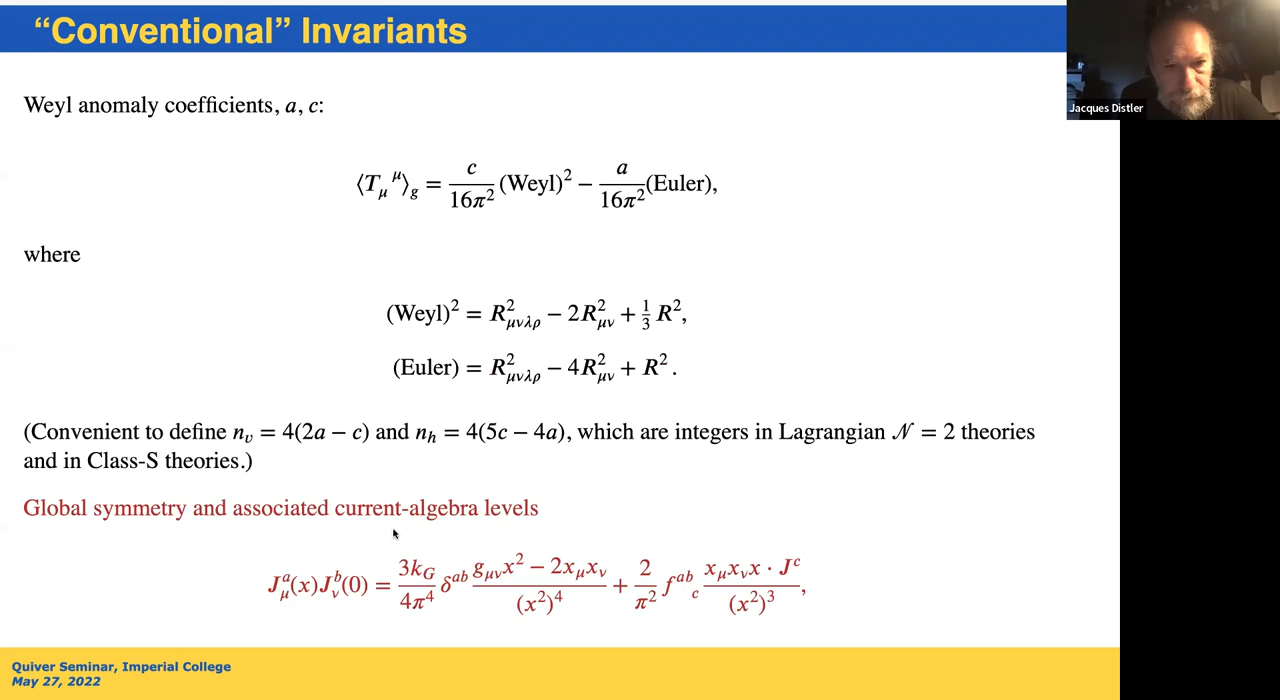 “Conventional” Invariants
Jacques Distler
Weyl anomaly coefficients, a, c:
⟨T_μ^μ⟩_g = c/16π² (Weyl)² − a/16π² (Euler),
where
(Weyl)² = R²_μνλρ − 2R²_μν + 1/3 R²,
(Euler) = R²_μνλρ − 4R²_μν + R².
(Convenient to define n_v = 4(2a − c) and n_h = 4(5c − 4a), which are integers in Lagrangian 𝒩 = 2 theories
and in Class-S theories.)
Global symmetry and associated current-algebra levels
J^a_μ(x)J^b_ν(0) = 3k_G/4π⁴ δ^ab (g_μν x² − 2x_μ x_ν)/(x²)⁴ + 2/π² f^ab_c (x_μ x_ν x · J^c)/(x²)³,
Quiver Seminar, Imperial College
May 27, 2022